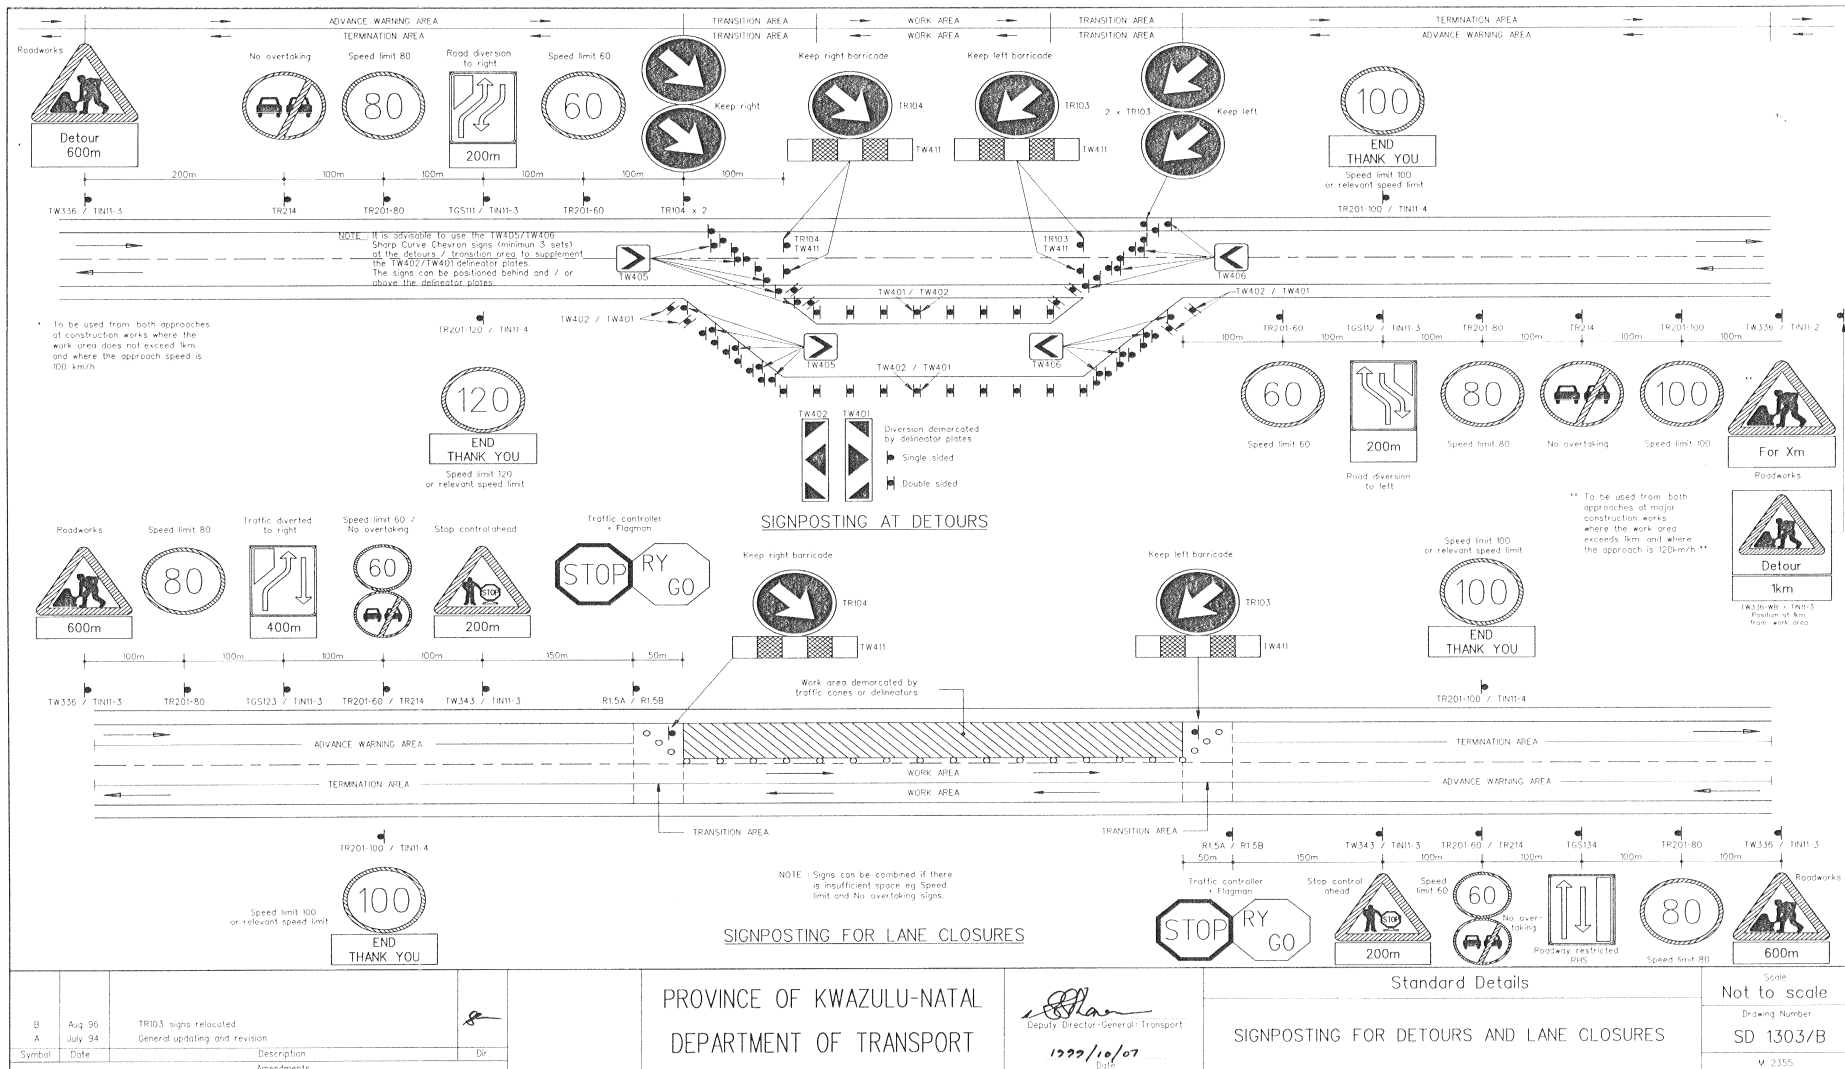 ADVANCE WARNING AREA
TRANSITION AREA
WORK AREA
TRANSITION AREA
TERMINATION AREA
TERMINATION AREA
TRANSITION AREA
WORK AREA
TRANSITION AREA
ADVANCE WARNING AREA
Roadworks
Detour
600m
No overtaking
Speed limit 80
80
Road diversion
to right
200m
Speed limit 60
60
Keep right
Keep right barricade
TR104
TW411
Keep left barricade
TR103
TW411
2 x TR103
Keep left
100
END
THANK YOU
Speed limit 100
or relevant speed limit
200m
100m
100m
100m
100m
100m
TW336 / TIN11-3
TR214
TR201-80
TGS111 / TIN11-3
TR201-60
TR104 x 2
TR201-100 / TIN11-4
NOTE : It is advisable to use the TW405/TW406
Sharp Curve Chevron signs (minimun 3 sets)
at the detours / transition area to supplement
the TW402/TW401 delineator plates.
The signs can be positioned behind and / or
above the delineator plates.
TR104
TW411
TR103
TW411
TW405
TW406
TW401 / TW402
TW402 / TW401
TW402 / TW401
* To be used from both approaches
at construction works where the
work area does not exceed 1km
and where the approach speed is
100 km/h
TR201-120 / TIN11-4
120
END
THANK YOU
Speed limit 120
or relevant speed limit
TW405
TW406
TW402 / TW401
TW402
TW401
Diversion demarcated
by delineator plates
Single sided
Double sided
TR201-60
TGS112 / TIN11-3
TR201-80
TR214
TR201-100
TW336 / TIN11-2
100m
100m
100m
100m
100m
100m
60
Speed limit 60
200m
Road diversion
to left
80
Speed limit 80
No overtaking
100
Speed limit 100
**
For Xm
Roadworks
** To be used from both
approaches at major
construction works
where the work area
exceeds 1km and where
the approach is 120km/h **
Detour
1km
TW336-WB + TIN11-3
Position at 1km
from work area
SIGNPOSTING AT DETOURS
Roadworks
600m
Speed limit 80
80
Traffic diverted
to right
400m
Speed limit 60 /
No overtaking
60
Stop control ahead
STOP
200m
Traffic controller
+ Flagman
STOP
RY
GO
Keep right barricade
TR104
TW411
Keep left barricade
TR103
TW411
Speed limit 100
or relevant speed limit
100
END
THANK YOU
100m
100m
100m
100m
150m
50m
TW336 / TIN11-3
TR201-80
TGS123 / TIN11-3
TR201-60 / TR214
TW343 / TIN11-3
R1.5A / R1.5B
TR201-100 / TIN11-4
Work area demarcated by
traffic cones or delineators
ADVANCE WARNING AREA
TERMINATION AREA
WORK AREA
TERMINATION AREA
WORK AREA
ADVANCE WARNING AREA
TRANSITION AREA
TRANSITION AREA
TR201-100 / TIN11-4
Speed limit 100
or relevant speed limit
100
END
THANK YOU
NOTE : Signs can be combined if there
is insufficient space eg Speed
limit and No overtaking signs.
R1.5A / R1.5B
TW343 / TIN11-3
TR201-60 / TR214
TGS134
TR201-80
TW336 / TIN11-3
50m
150m
100m
100m
100m
100m
Traffic controller
+ Flagman
STOP
RY
GO
Stop control
ahead
STOP
200m
Speed
limit 60
60
No over-
taking
Roadway restricted
RHS
80
Speed limit 80
Roadworks
600m
SIGNPOSTING FOR LANE CLOSURES
B
Aug 96
TR103 signs relocated
A
July 94
General updating and revision
Symbol
Date
Description
Dir
Amendments
PROVINCE OF KWAZULU-NATAL
DEPARTMENT OF TRANSPORT
Deputy Director-General: Transport
1999/10/07
Date
Standard Details
SIGNPOSTING FOR DETOURS AND LANE CLOSURES
Scale
Not to scale
Drawing Number
SD 1303/B
V 2355